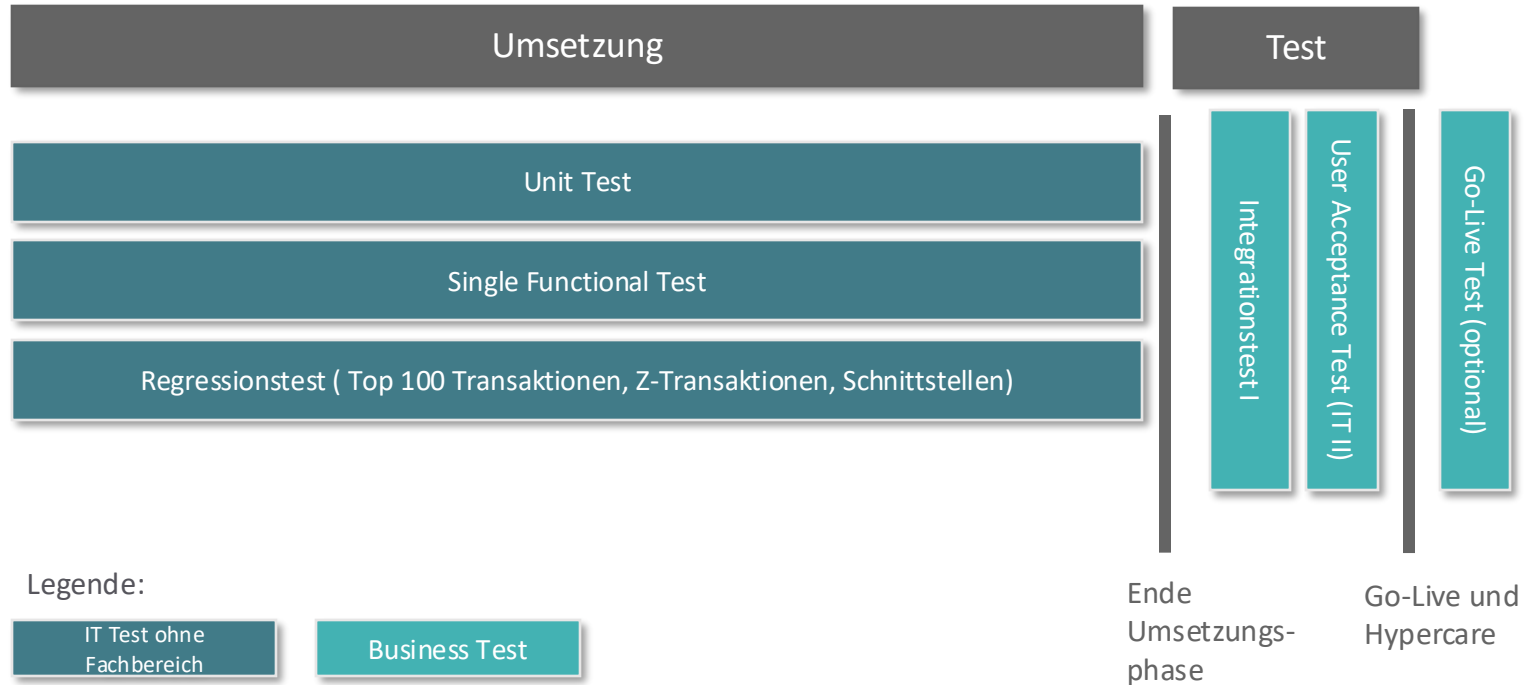 Umsetzung
Test
Unit Test
Single Functional Test
Regressionstest ( Top 100 Transaktionen, Z-Transaktionen, Schnittstellen)
Integrationstest I
User Acceptance Test (IT II)
Go-Live Test (optional)
Legende:
IT Test ohne
Fachbereich
Business Test
Ende
Umsetzungs-
phase
Go-Live und
Hypercare